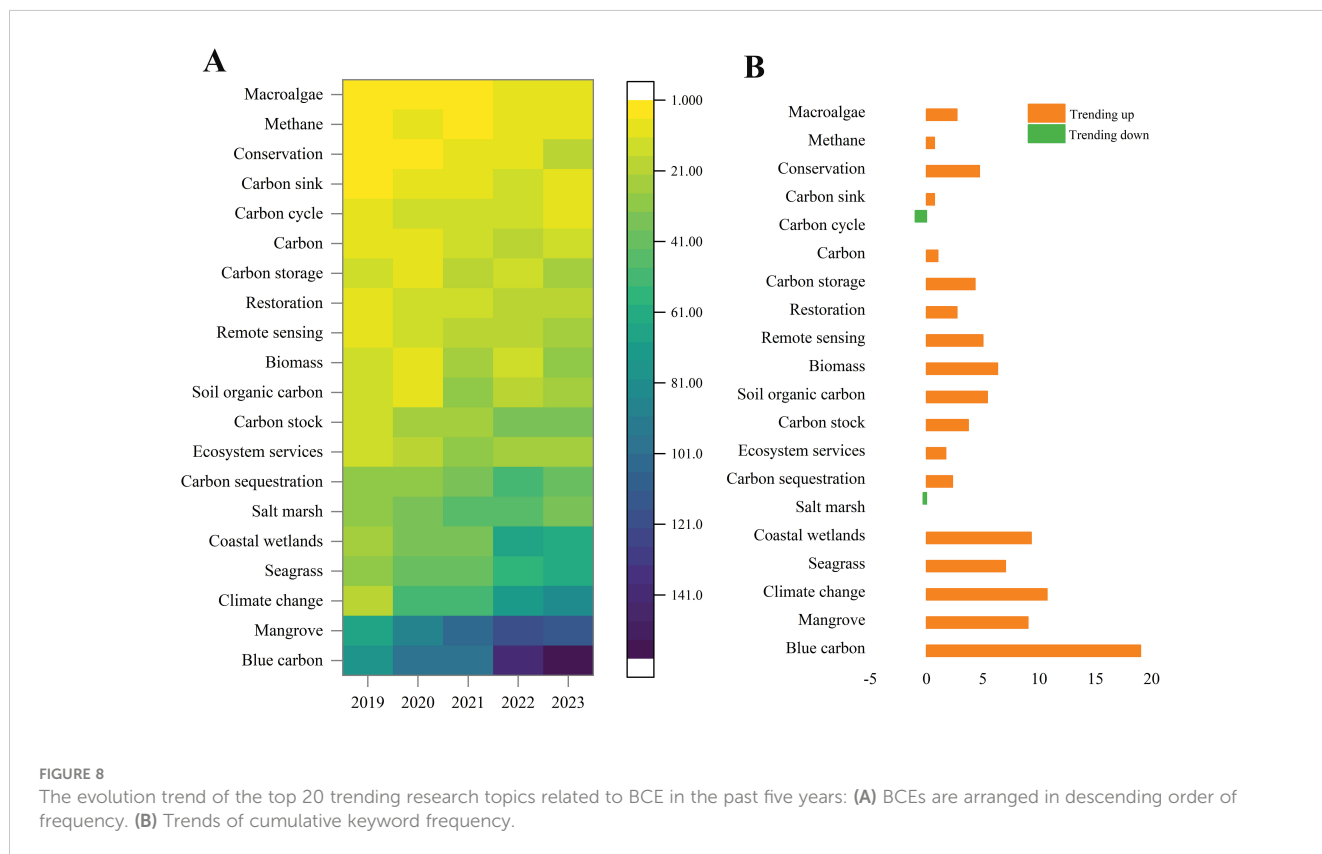 A
Macroalgae
Methane
Conservation
Carbon sink
Carbon cycle
Carbon
Carbon storage
Restoration
Remote sensing
Biomass
Soil organic carbon
Carbon stock
Ecosystem services
Carbon sequestration
Salt marsh
Coastal wetlands
Seagrass
Climate change
Mangrove
Blue carbon
2019 2020 2021 2022 2023
1.000
21.00
41.00
61.00
81.00
101.0
121.0
141.0
B
Macroalgae
Methane
Conservation
Carbon sink
Carbon cycle
Carbon
Carbon storage
Restoration
Remote sensing
Biomass
Soil organic carbon
Carbon stock
Ecosystem services
Carbon sequestration
Salt marsh
Coastal wetlands
Seagrass
Climate change
Mangrove
Blue carbon
-5 0 5 10 15 20
Trending up
Trending down
FIGURE 8
The evolution trend of the top 20 trending research topics related to BCE in the past five years: (A) BCEs are arranged in descending order of
frequency. (B) Trends of cumulative keyword frequency.